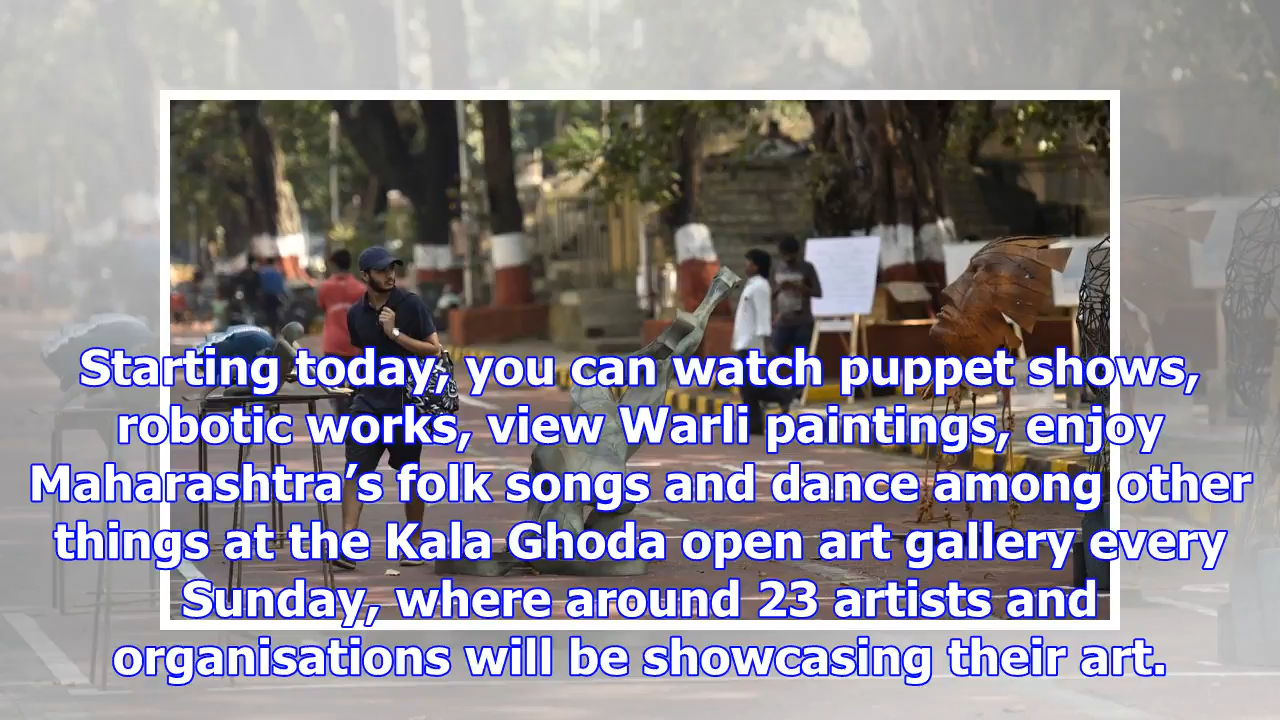 Starting today, you can watch puppet shows,
robotic works, view Warli paintings, enjoy
Maharashtra’s folk songs and dance among other
things at the Kala Ghoda open art gallery every
Sunday, where around 23 artists and
organisations will be showcasing their art.